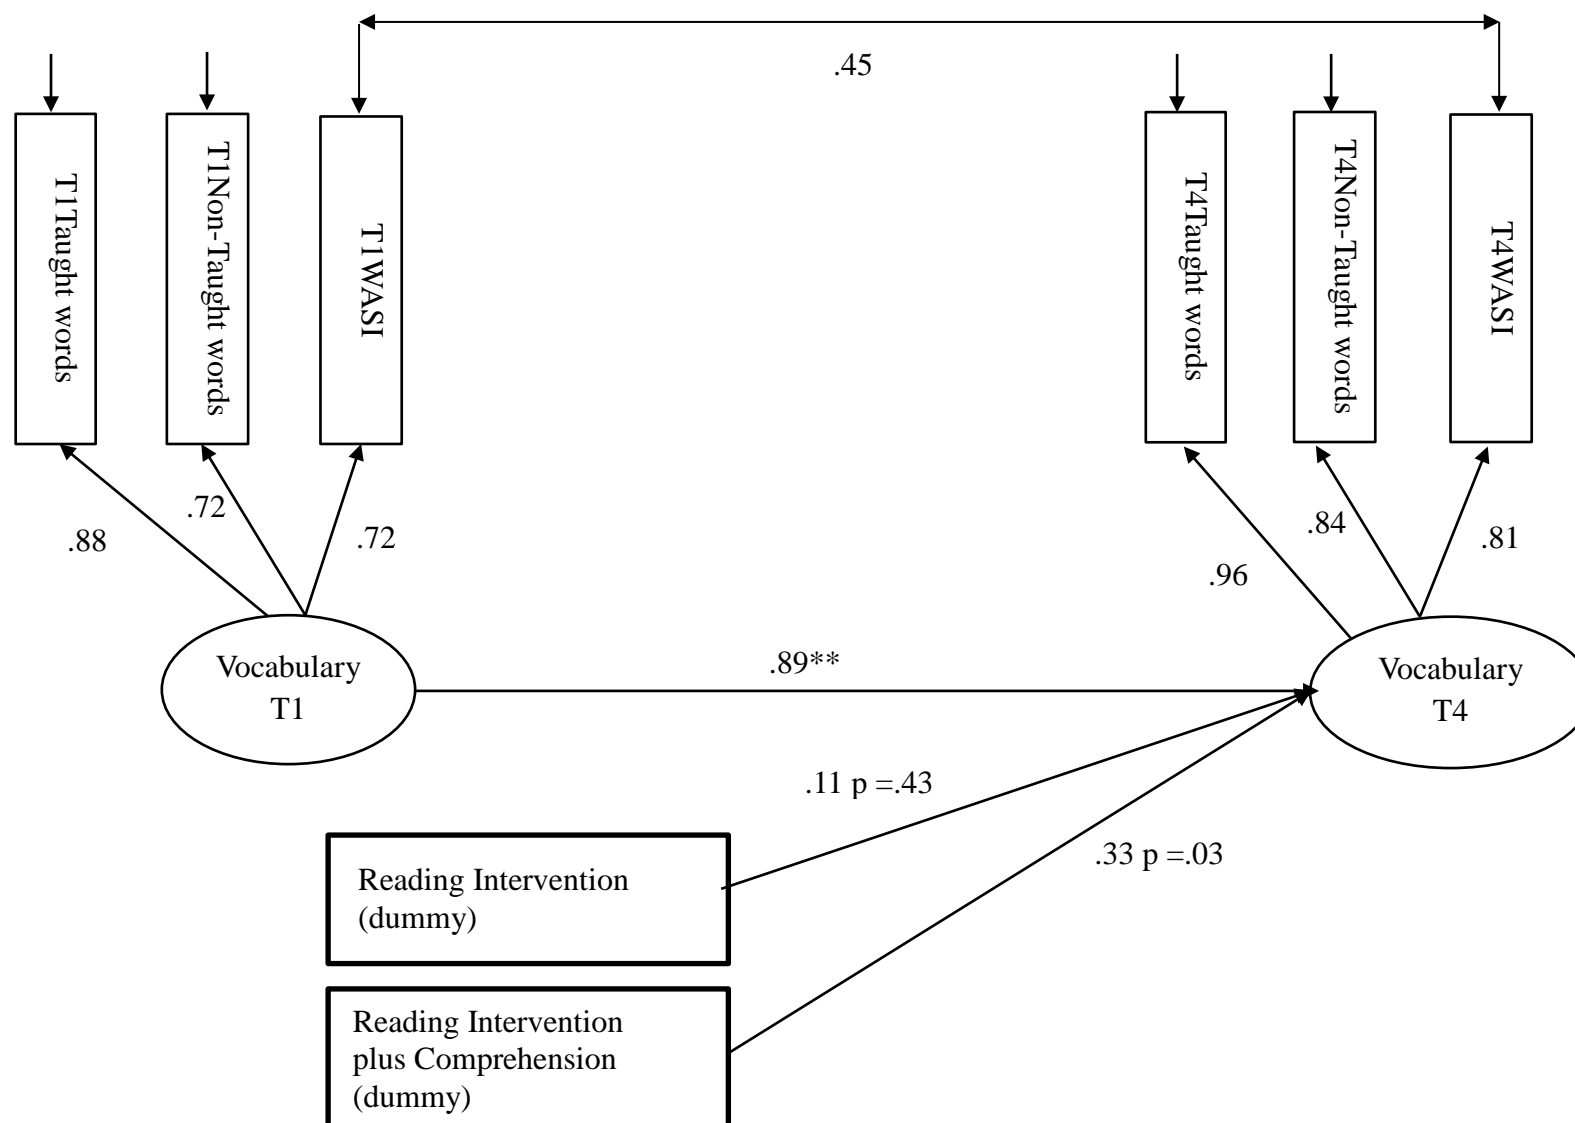 .45
T1Taught words
T1Non-Taught words
T1WASI
T4Taught words
T4Non-Taught words
T4WASI
.88
.72
.72
.96
.84
.81
Vocabulary
T1
.89**
Vocabulary
T4
.11 p =.43
.33 p =.03
Reading Intervention
(dummy)
Reading Intervention
plus Comprehension
(dummy)